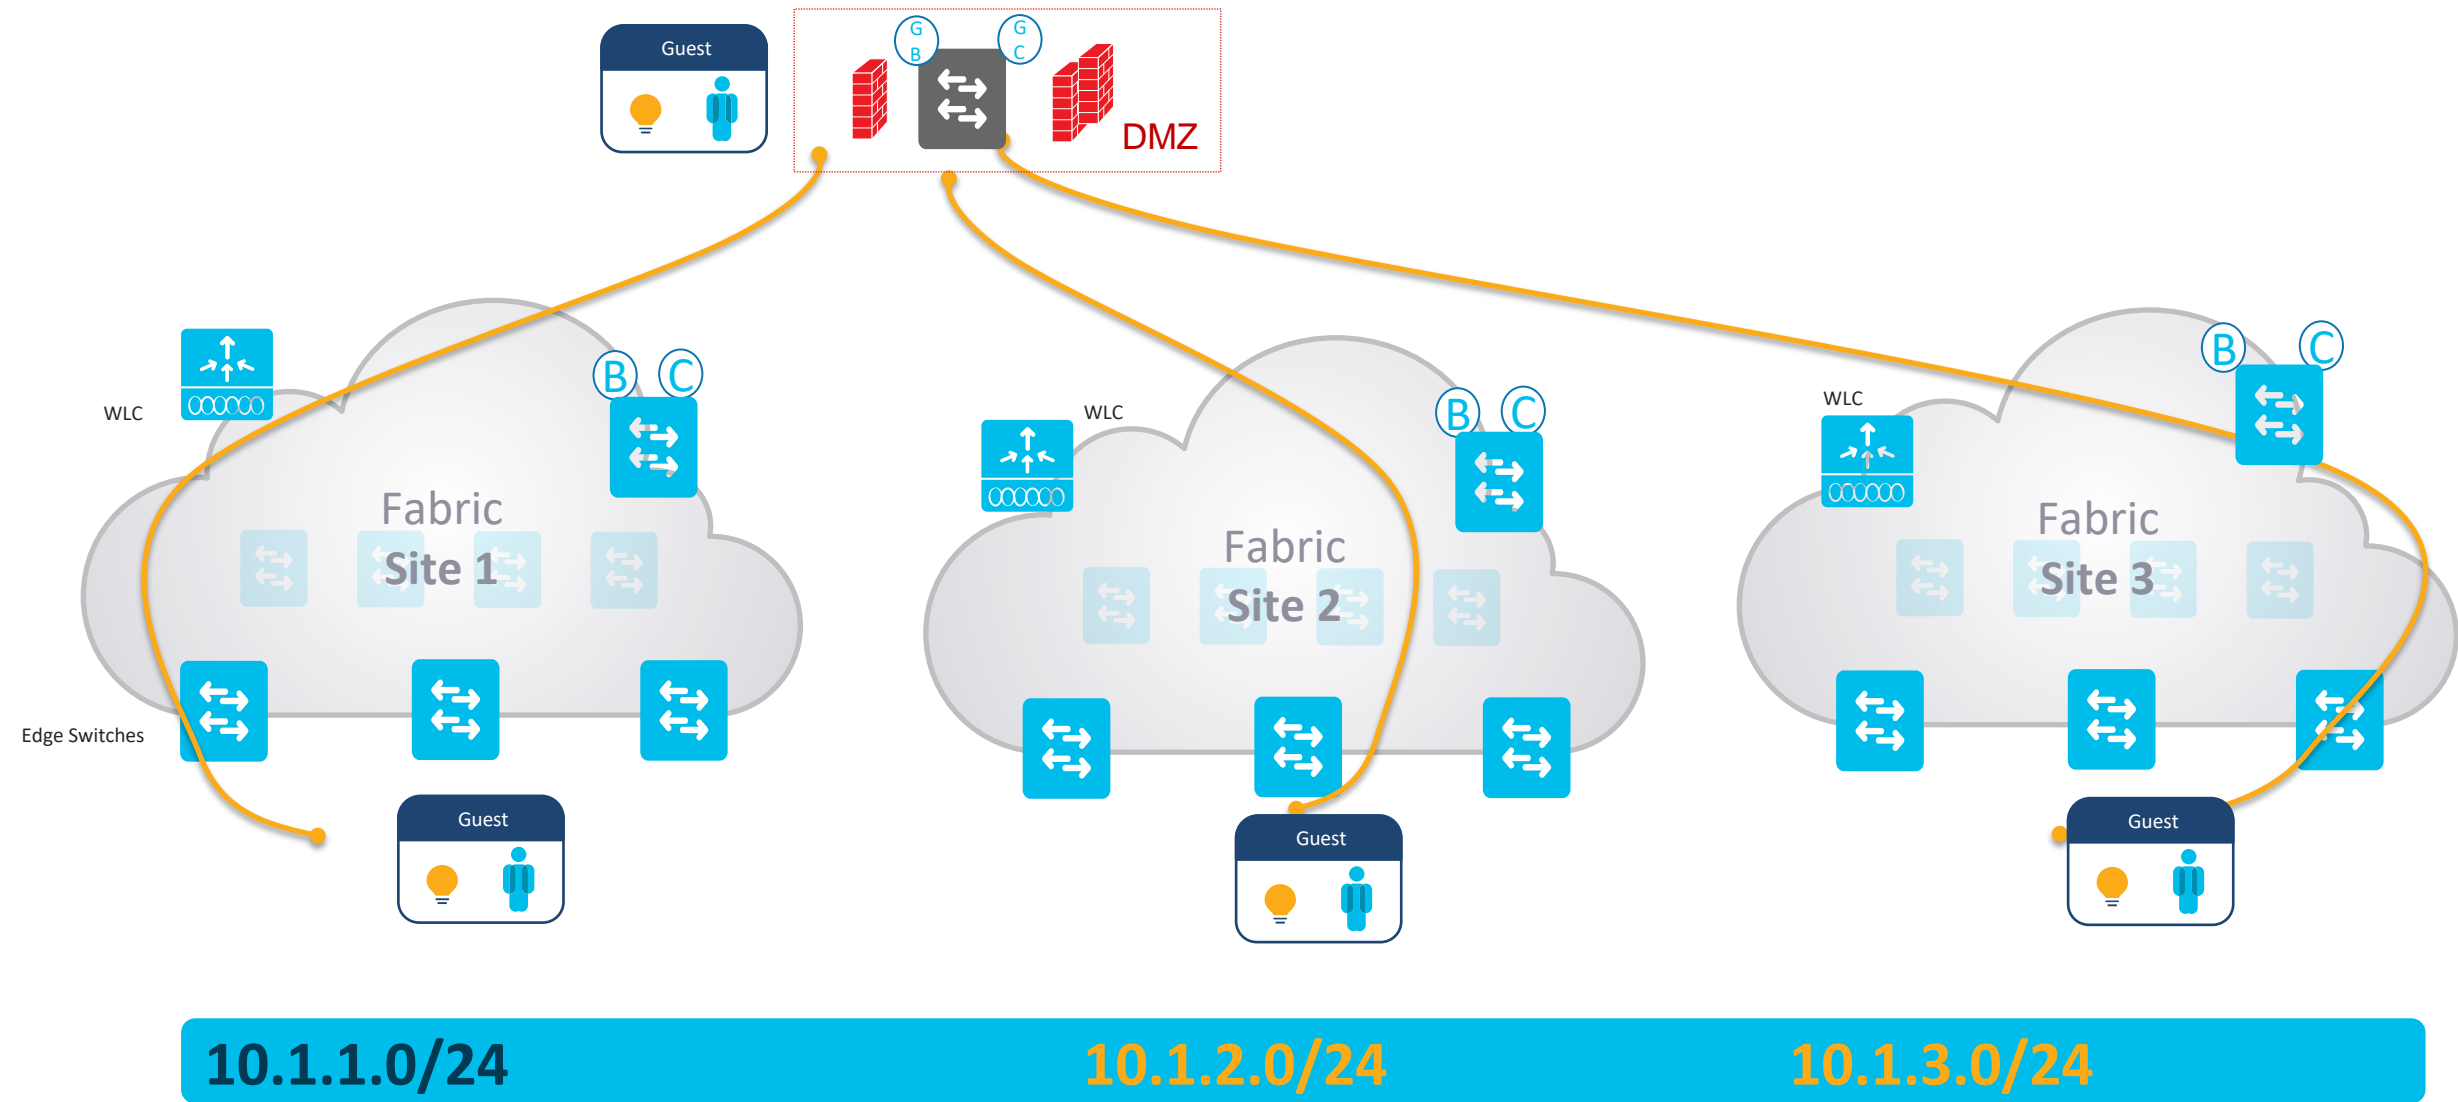 Guest
G
B
G
C
DMZ
WLC
B
C
Fabric
Site 1
Edge Switches
Guest
WLC
B
C
Fabric
Site 2
Guest
WLC
B
C
Fabric
Site 3
Guest
10.1.1.0/24
10.1.2.0/24
10.1.3.0/24